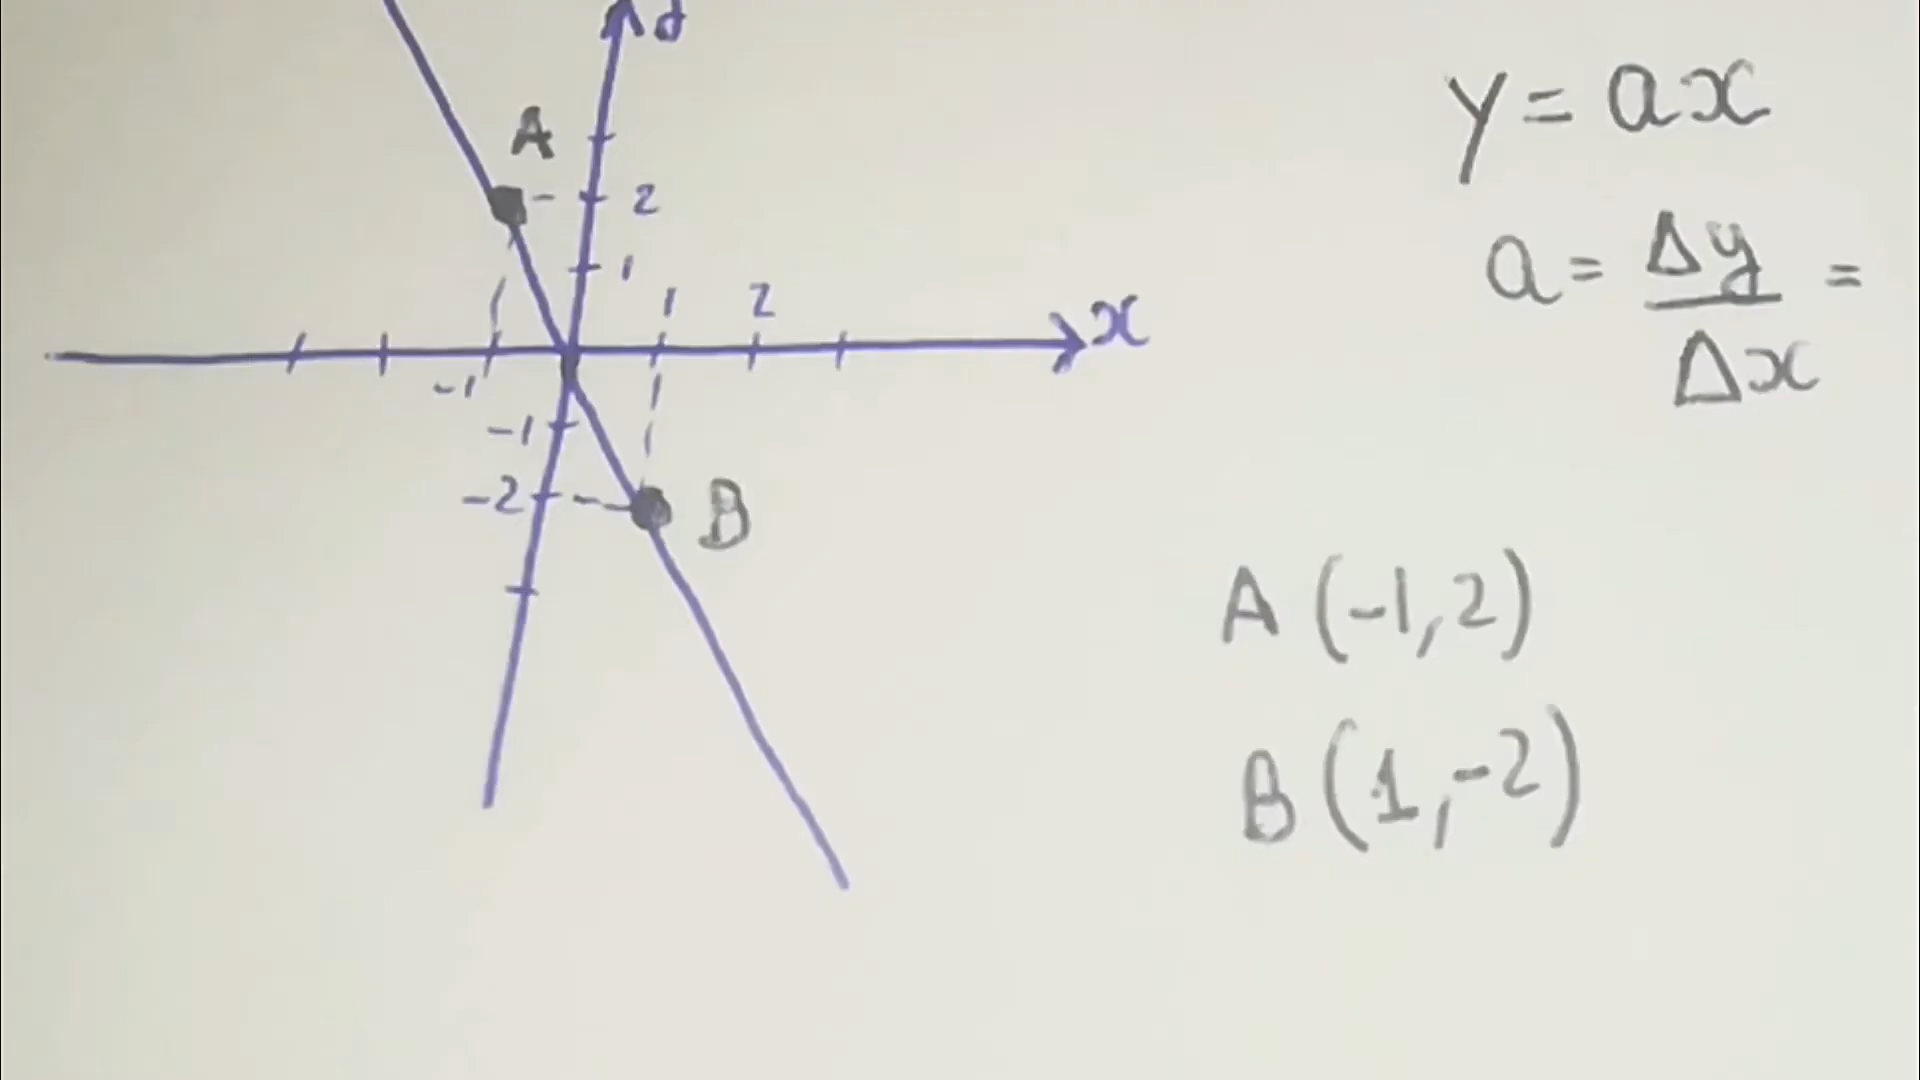 y
A
2
1
1 2
x
-1
-1
-2
B
y = ax
a = Δy/Δx =
A (-1, 2)
B (1, -2)